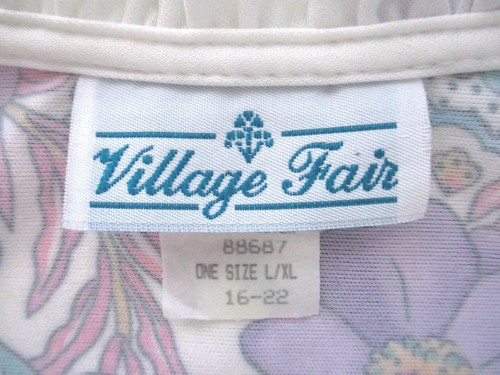 Village Fair
88687
ONE SIZE L/XL
16-22